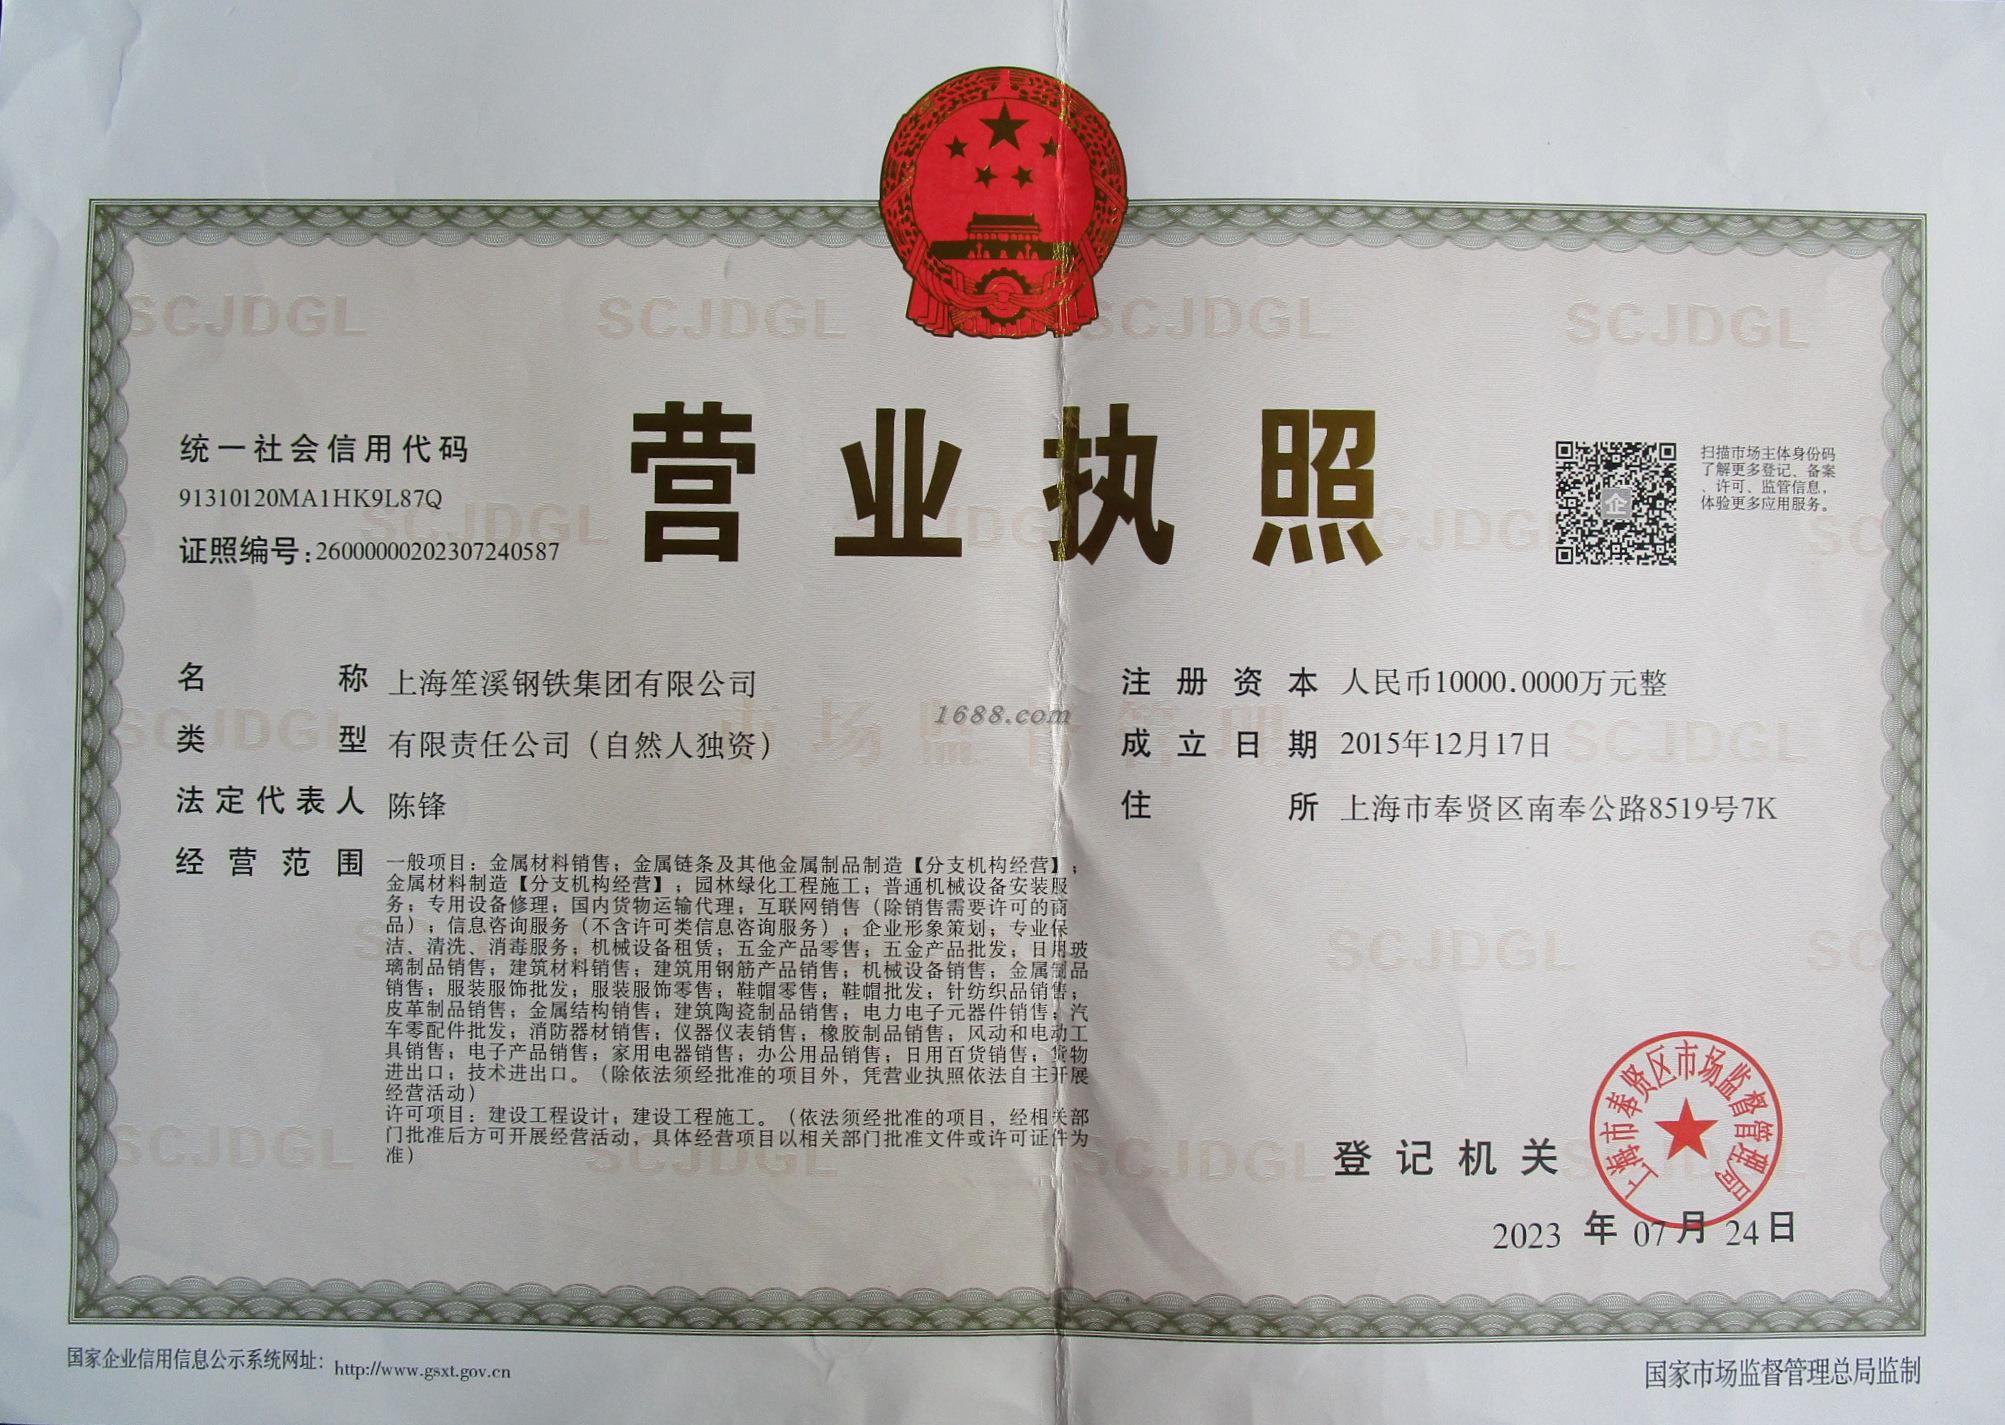 SCJDGL SCJDGL SCJDGL SCJDGL
营业执照
统一社会信用代码
91310120MA1HK9L87Q
证照编号:26000000202307240587
扫描市场主体身份码
了解更多登记、备案
、许可、监管信息，
体验更多应用服务。
名称 上海笙溪钢铁集团有限公司
类型 有限责任公司（自然人独资）
法定代表人 陈锋
经营范围 一般项目：金属材料销售；金属链条及其他金属制品制造【分支机构经营】；
金属材料制造【分支机构经营】；园林绿化工程施工；普通机械设备安装服
务；专用设备修理；国内货物运输代理；互联网销售（除销售需要许可的商
品）；信息咨询服务（不含许可类信息咨询服务）；企业形象策划；专业保
洁、清洗、消毒服务；机械设备租赁；五金产品零售；五金产品批发；日用玻
璃制品销售；建筑材料销售；建筑用钢筋产品销售；机械设备销售；金属制品
销售；服装服饰批发；服装服饰零售；鞋帽零售；鞋帽批发；针纺织品销售；
皮革制品销售；金属结构销售；建筑陶瓷制品销售；电力电子元器件销售；汽
车零配件批发；消防器材销售；仪器仪表销售；橡胶制品销售；风动和电动工
具销售；电子产品销售；家用电器销售；办公用品销售；日用百货销售；货物
进出口；技术进出口。（除依法须经批准的项目外，凭营业执照依法自主开展
经营活动）
许可项目：建设工程设计；建设工程施工。（依法须经批准的项目，经相关部
门批准后方可开展经营活动，具体经营项目以相关部门批准文件或许可证件为
准）
1688.com
注册资本 人民币10000.0000万元整
成立日期 2015年12月17日
住所 上海市奉贤区南奉公路8519号7K
登记机关
上海市奉贤区市场监督管理局
2023 年 07 月 24 日
国家企业信用信息公示系统网址：http://www.gsxt.gov.cn
国家市场监督管理总局监制